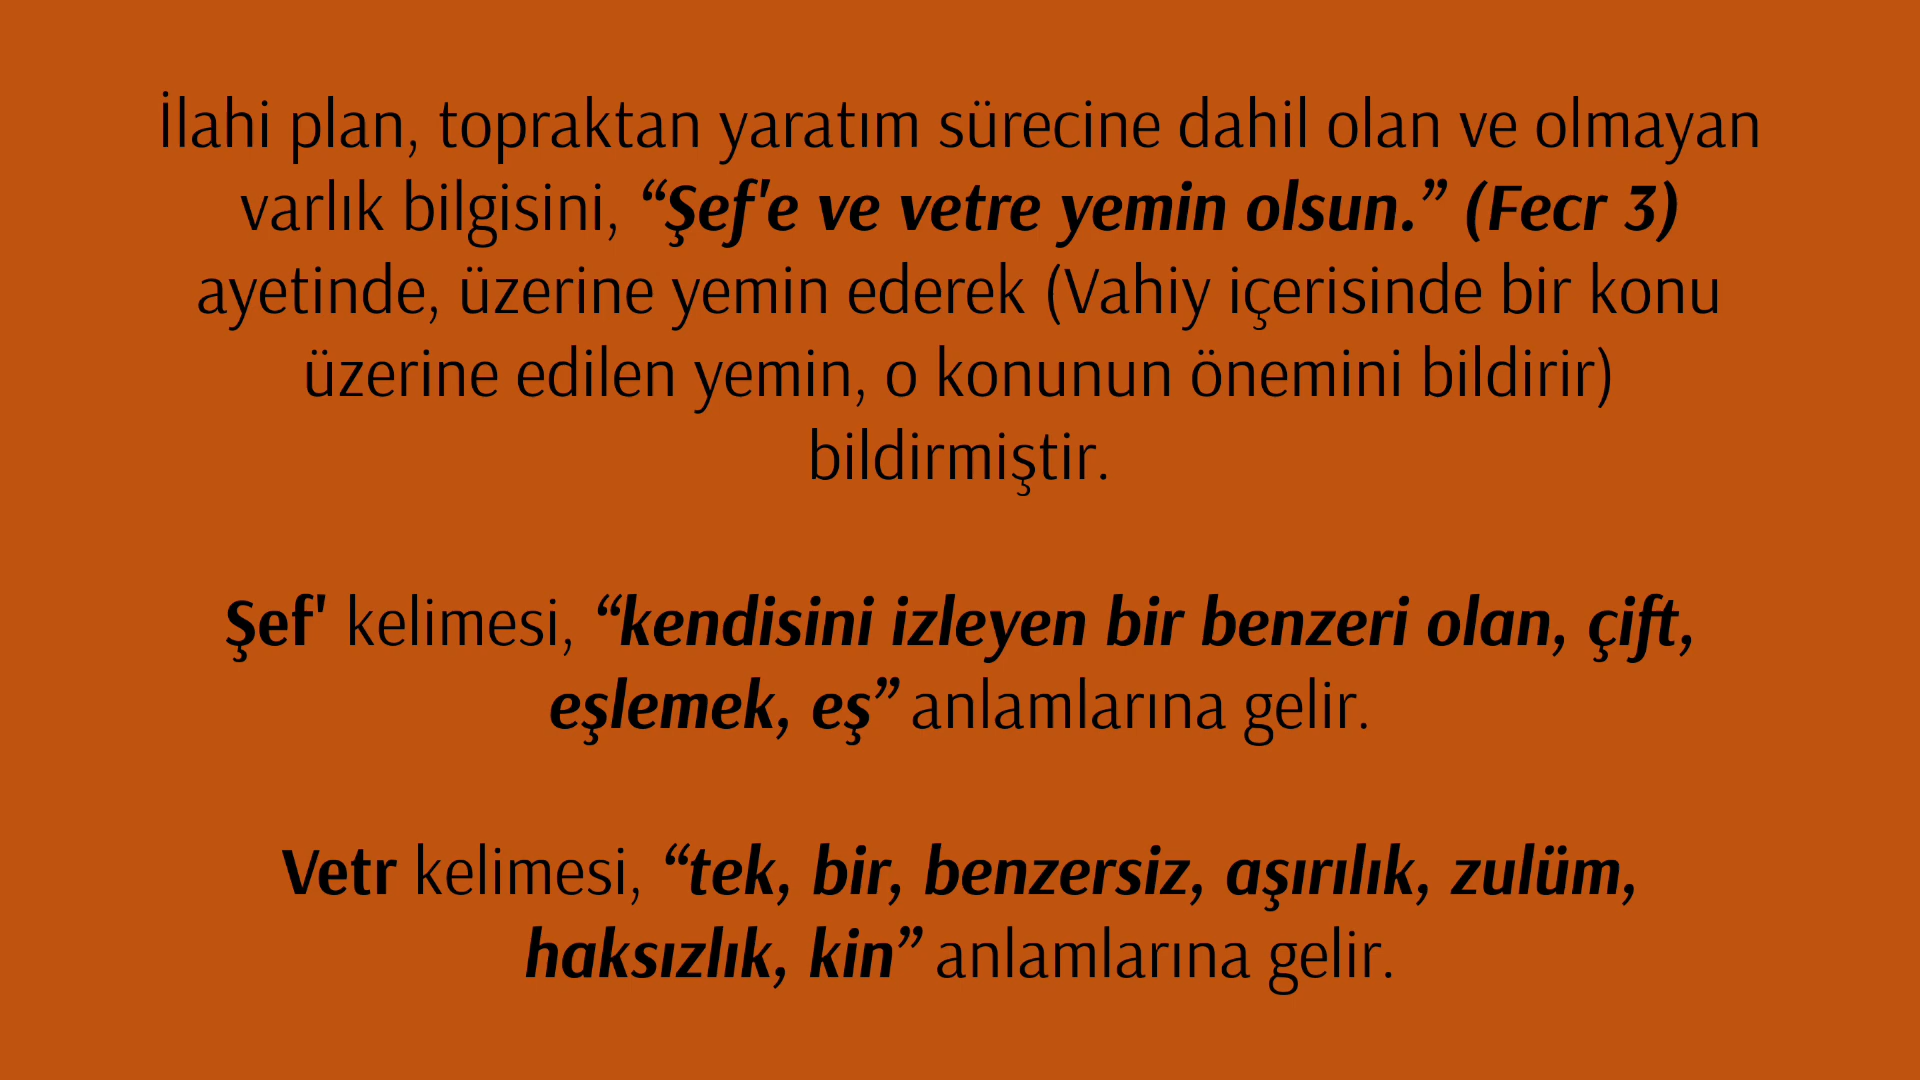 İlahi plan, topraktan yaratım sürecine dahil olan ve olmayan
varlık bilgisini, “Şef'e ve vetre yemin olsun.” (Fecr 3)
ayetinde, üzerine yemin ederek (Vahiy içerisinde bir konu
üzerine edilen yemin, o konunun önemini bildirir)
bildirmiştir.
Şef' kelimesi, “kendisini izleyen bir benzeri olan, çift,
eşlemek, eş” anlamlarına gelir.
Vetr kelimesi, “tek, bir, benzersiz, aşırılık, zulüm,
haksızlık, kin” anlamlarına gelir.